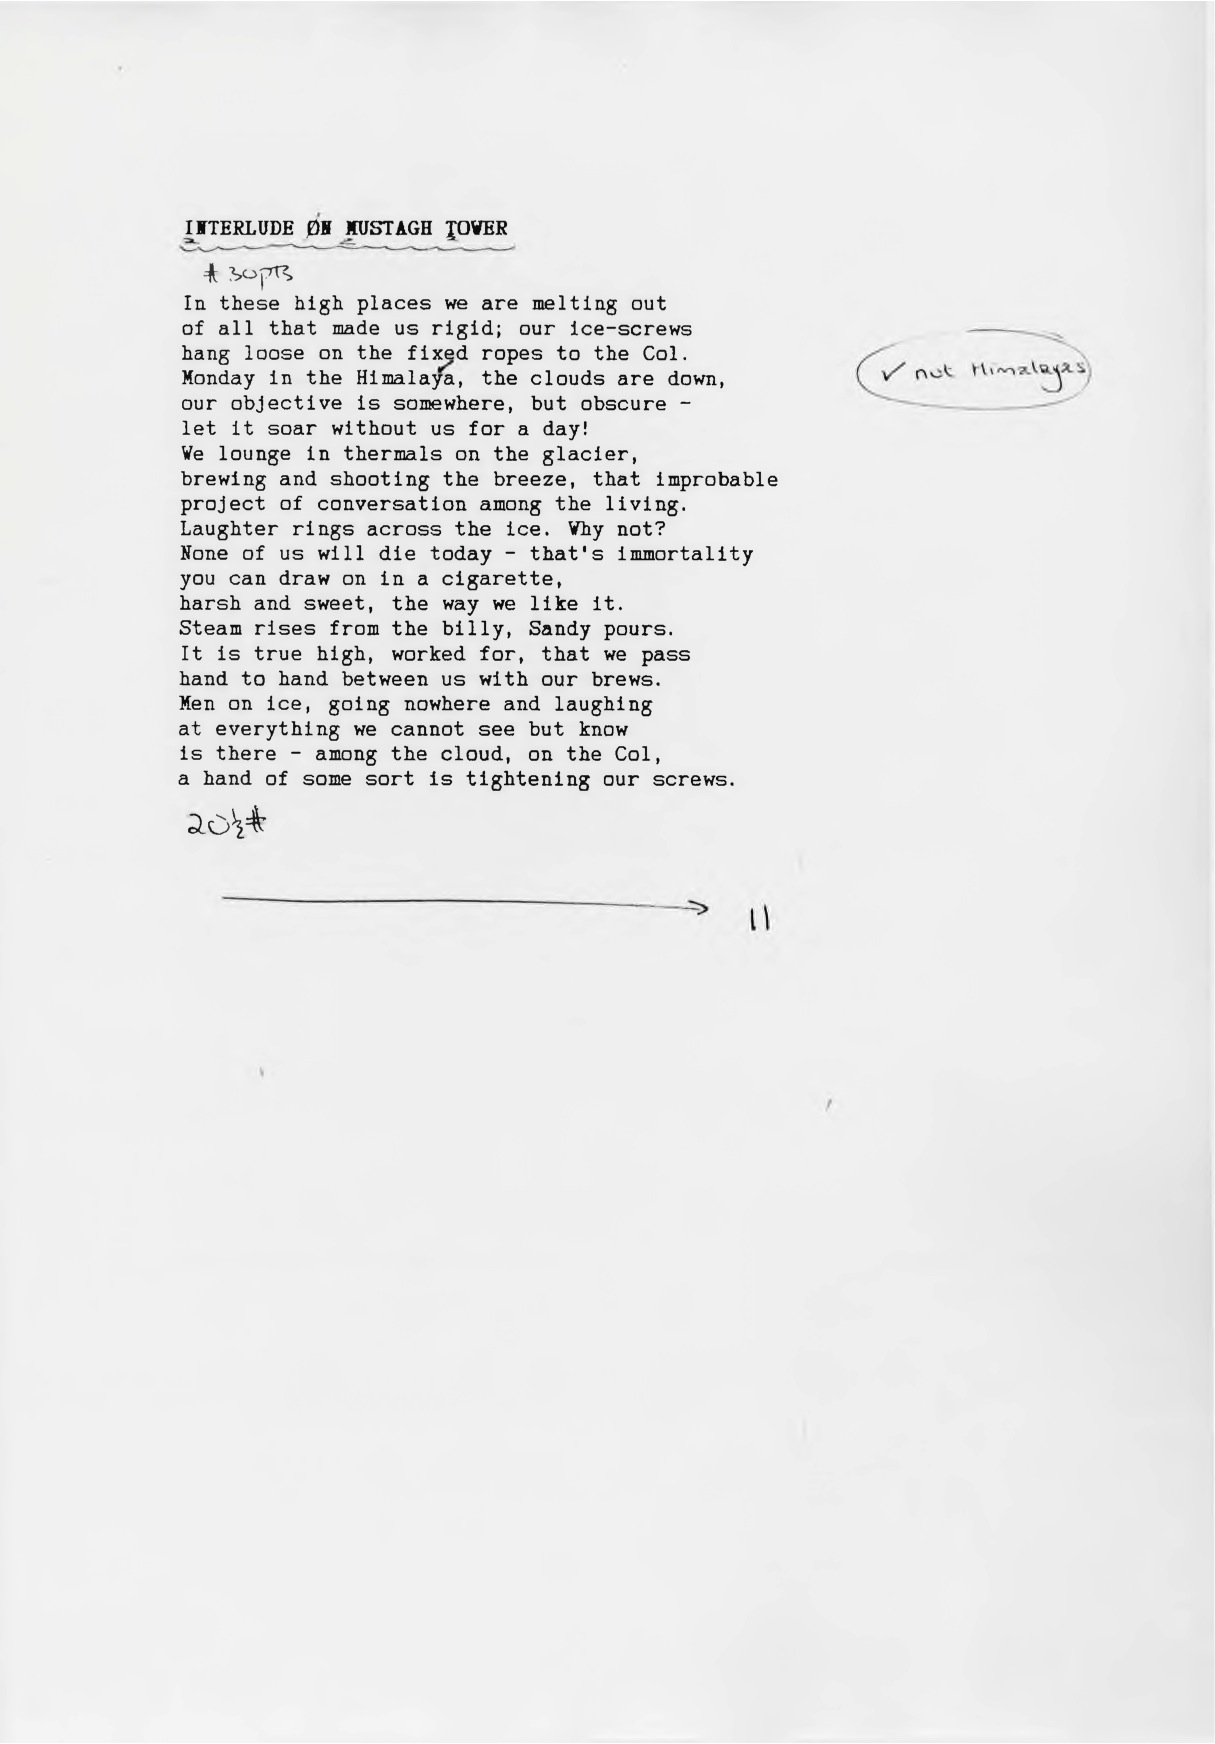 INTERLUDE ON MUSTAGH TOWER
# 30pts
In these high places we are melting out
of all that made us rigid; our ice-screws
hang loose on the fixed ropes to the Col.
Monday in the Himalaya, the clouds are down,
✓ not Himalayas
our objective is somewhere, but obscure -
let it soar without us for a day!
We lounge in thermals on the glacier,
brewing and shooting the breeze, that improbable
project of conversation among the living.
Laughter rings across the ice. Why not?
None of us will die today - that's immortality
you can draw on in a cigarette,
harsh and sweet, the way we like it.
Steam rises from the billy, Sandy pours.
It is true high, worked for, that we pass
hand to hand between us with our brews.
Men on ice, going nowhere and laughing
at everything we cannot see but know
is there - among the cloud, on the Col,
a hand of some sort is tightening our screws.
20½#
11